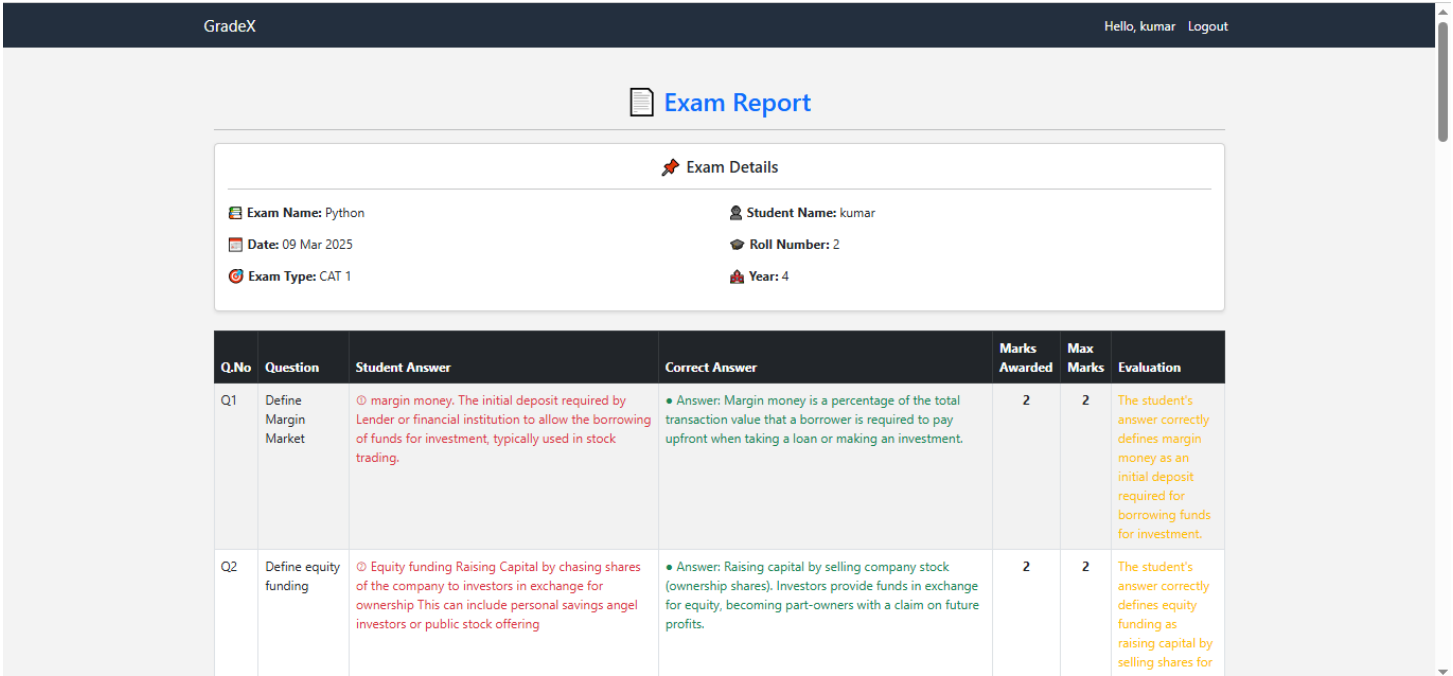 GradeX
Hello, kumar Logout
Exam Report
Exam Details
Exam Name: Python
Student Name: kumar
Date: 09 Mar 2025
Roll Number: 2
Exam Type: CAT 1
Year: 4
Q.No Question Student Answer Correct Answer Marks Awarded Max Marks Evaluation
Q1
Define
Margin
Market
① margin money. The initial deposit required by
Lender or financial institution to allow the borrowing
of funds for investment, typically used in stock
trading.
● Answer: Margin money is a percentage of the total
transaction value that a borrower is required to pay
upfront when taking a loan or making an investment.
2
2
The student's
answer correctly
defines margin
money as an
initial deposit
required for
borrowing funds
for investment.
Q2
Define equity
funding
② Equity funding Raising Capital by chasing shares
of the company to investors in exchange for
ownership This can include personal savings angel
investors or public stock offering
● Answer: Raising capital by selling company stock
(ownership shares). Investors provide funds in exchange
for equity, becoming part-owners with a claim on future
profits.
2
2
The student's
answer correctly
defines equity
funding as
raising capital by
selling shares for